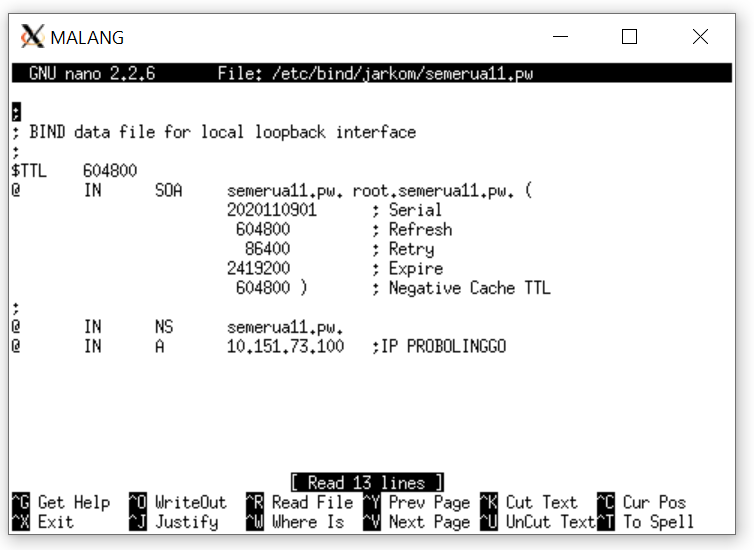 MALANG
GNU nano 2.2.6 File: /etc/bind/jarkom/semerua11.pw
;
; BIND data file for local loopback interface
;
$TTL 604800
@ IN SOA semerua11.pw. root.semerua11.pw. (
2020110901 ; Serial
604800 ; Refresh
86400 ; Retry
2419200 ; Expire
604800 ) ; Negative Cache TTL
;
@ IN NS semerua11.pw.
@ IN A 10.151.73.100 ;IP PROBOLINGGO
[ Read 13 lines ]
^G Get Help ^O WriteOut ^R Read File ^Y Prev Page ^K Cut Text ^C Cur Pos
^X Exit ^J Justify ^W Where Is ^V Next Page ^U UnCut Text ^T To Spell